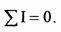 ∑ I = 0.